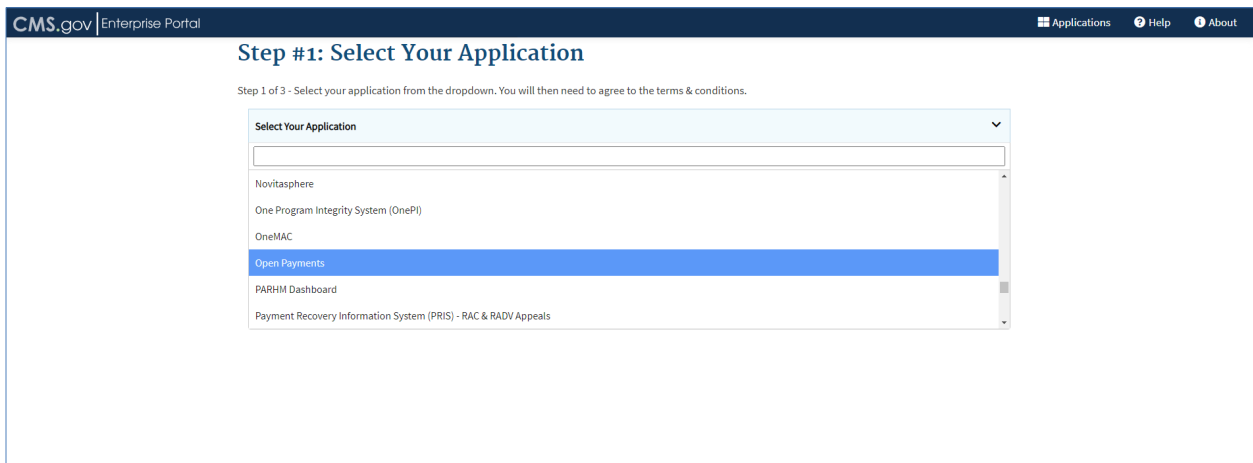 CMS.gov Enterprise Portal Applications Help About
Step #1: Select Your Application
Step 1 of 3 - Select your application from the dropdown. You will then need to agree to the terms & conditions.
Select Your Application
Novitasphere
One Program Integrity System (OnePI)
OneMAC
Open Payments
PARHM Dashboard
Payment Recovery Information System (PRIS) - RAC & RADV Appeals